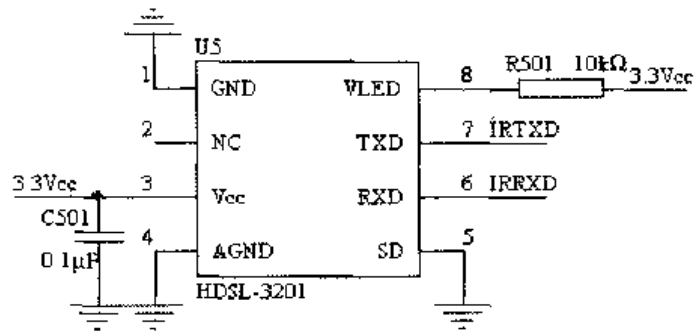 U5
1 GND VLED 8 R501 10kΩ 3.3Vcc
2 NC TXD 7 IRTXD
3.3Vcc 3 Vcc RXD 6 IRRXD
C501 4 AGND SD 5
0.1μF
HDSL-3201